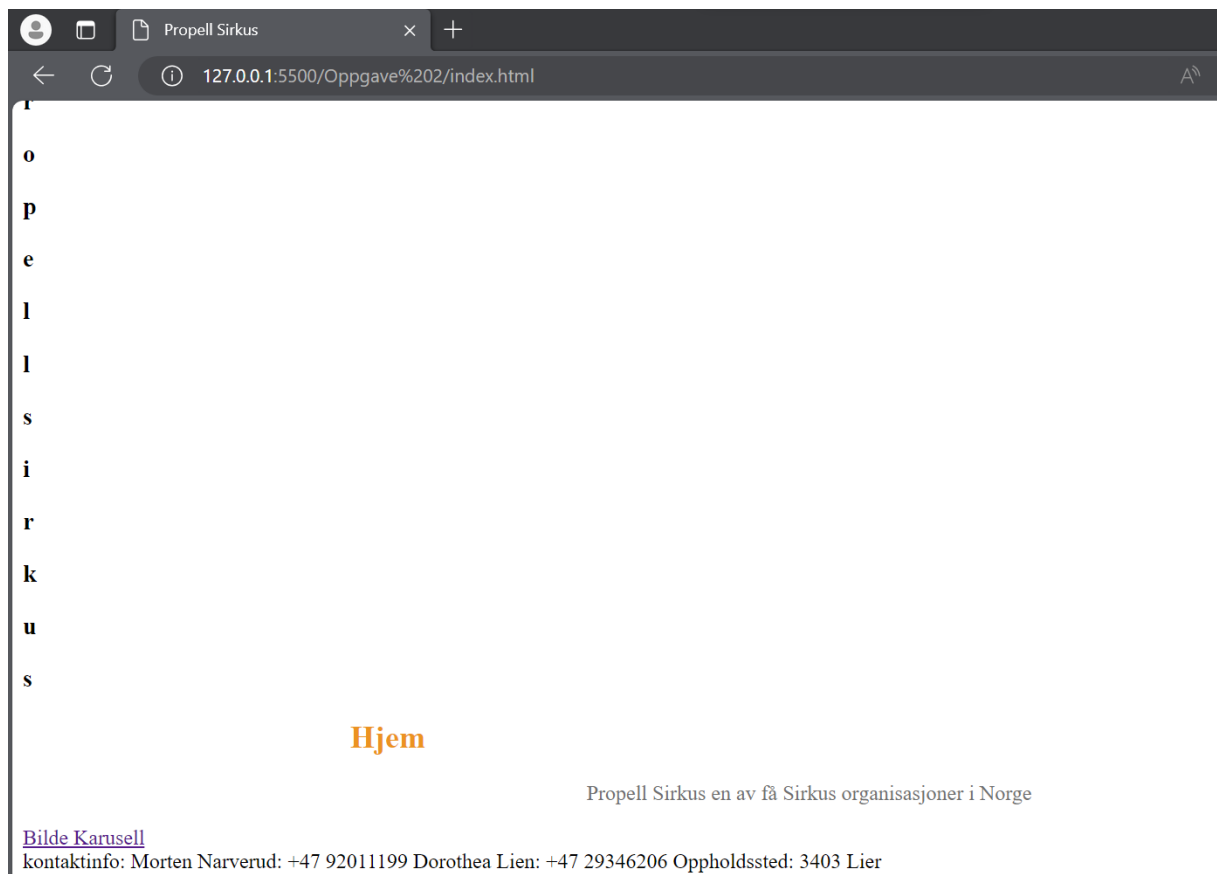 Propell Sirkus
127.0.0.1:5500/Oppgave%202/index.html
r
o
p
e
l
l
s
i
r
k
u
s
Hjem
Propell Sirkus en av få Sirkus organisasjoner i Norge
Bilde Karusell
kontaktinfo: Morten Narverud: +47 92011199 Dorothea Lien: +47 29346206 Oppholdssted: 3403 Lier